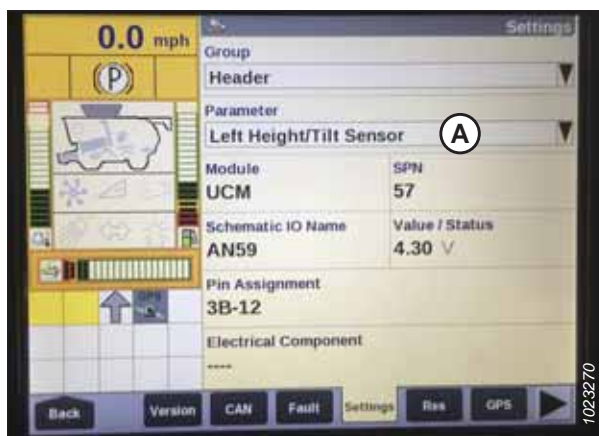 0.0 mph
(P)
Settings
Group
Header
Parameter
Left Height/Tilt Sensor
A
Module
SPN
UCM
57
Schematic IO Name
Value / Status
AN59
4.30 V
Pin Assignment
3B-12
Electrical Component
----
Back
Version
CAN
Fault
Settings
Res
GPS
1023270